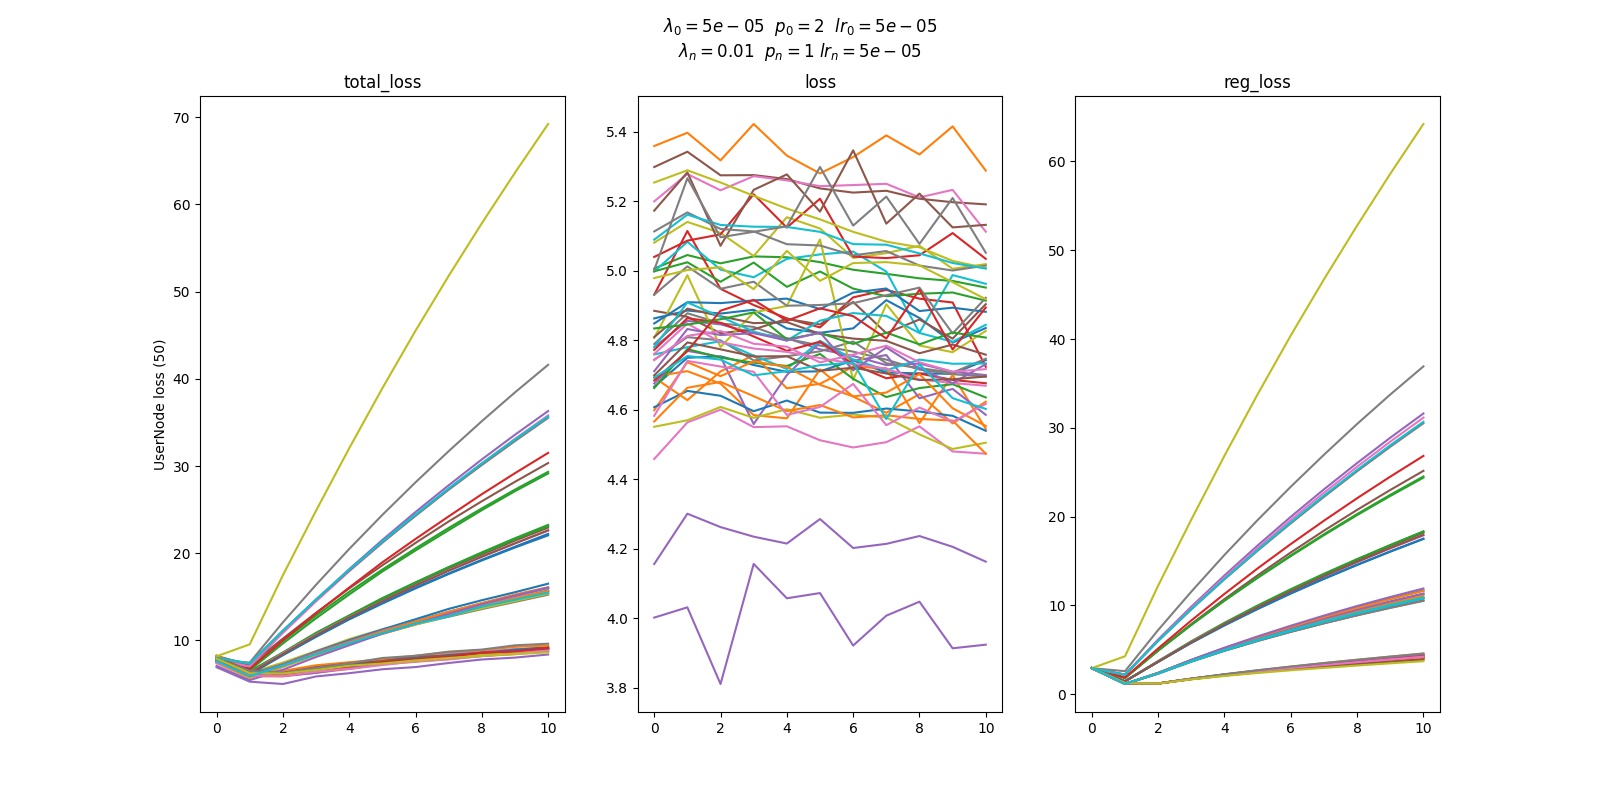 λ₀ = 5e − 05 p₀ = 2 lr₀ = 5e − 05
λₙ = 0.01 pₙ = 1 lrₙ = 5e − 05
total_loss
loss
reg_loss
UserNode loss (50)
70
60
50
40
30
20
10
0 2 4 6 8 10
5.4
5.2
5.0
4.8
4.6
4.4
4.2
4.0
3.8
0 2 4 6 8 10
60
50
40
30
20
10
0
0 2 4 6 8 10